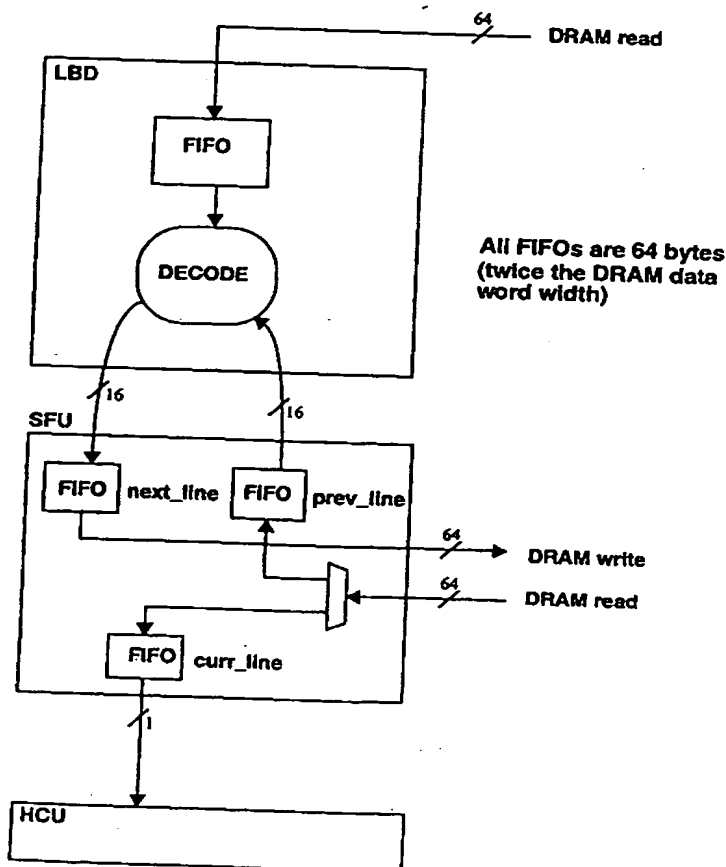 64
DRAM read
LBD
FIFO
DECODE
All FIFOs are 64 bytes
(twice the DRAM data
word width)
16
16
SFU
FIFO
next_line
FIFO
prev_line
64
DRAM write
64
DRAM read
FIFO
curr_line
1
HCU